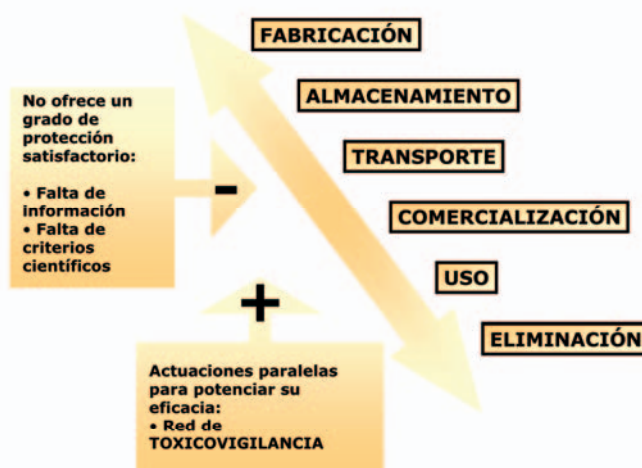 FABRICACIÓN
ALMACENAMIENTO
TRANSPORTE
COMERCIALIZACIÓN
USO
ELIMINACIÓN
No ofrece un
grado de
protección
satisfactorio:
• Falta de
información
• Falta de
criterios
científicos
-
+
Actuaciones paralelas
para potenciar su
eficacia:
• Red de
TOXICOVIGILANCIA